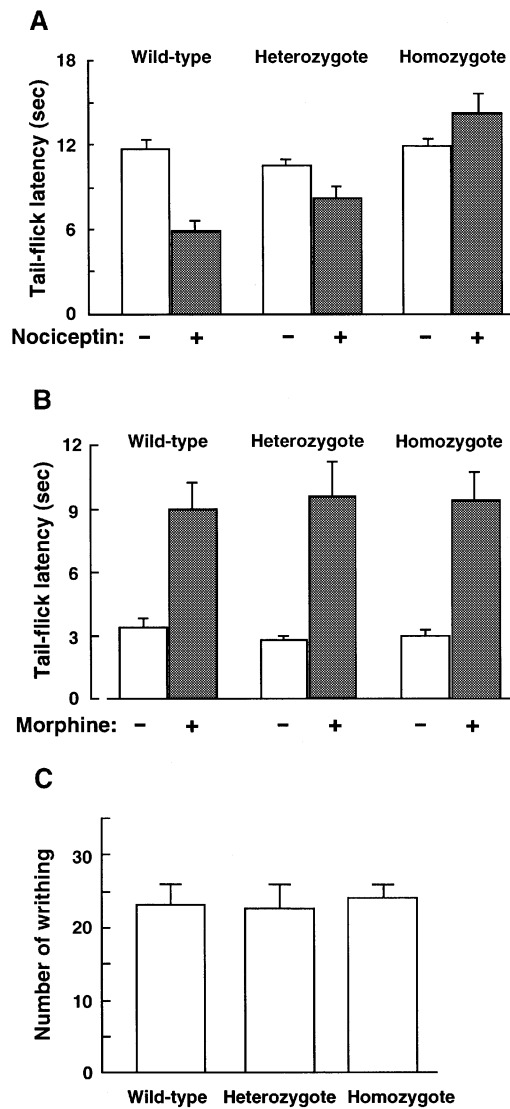 A
Wild-type Heterozygote Homozygote
Tail-flick latency (sec)
18
12
6
0
Nociceptin: − + − + − +
B
Wild-type Heterozygote Homozygote
Tail-flick latency (sec)
12
9
6
3
0
Morphine: − + − + − +
C
Number of writhing
30
20
10
0
Wild-type Heterozygote Homozygote